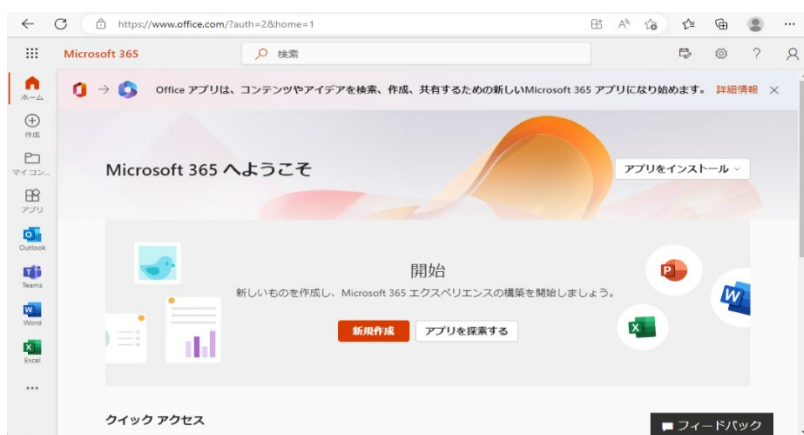 https://www.office.com/?auth=2&home=1
Microsoft 365
検索
Office アプリは、コンテンツやアイデアを検索、作成、共有するための新しいMicrosoft 365 アプリになり始めます。 詳細情報
ホーム
作成
マイ コン...
アプリ
Outlook
Teams
Word
Excel
Microsoft 365 へようこそ
アプリをインストール
開始
新しいものを作成し、Microsoft 365 エクスペリエンスの構築を開始しましょう。
新規作成 アプリを探索する
クイック アクセス
フィードバック